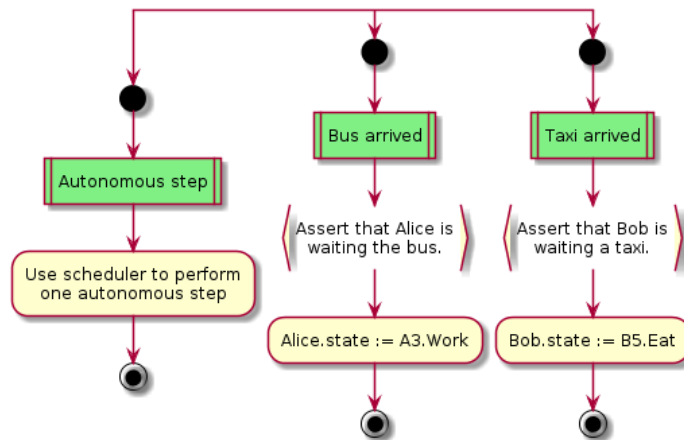 Autonomous step
Use scheduler to perform
one autonomous step
Bus arrived
Assert that Alice is
waiting the bus.
Alice.state := A3.Work
Taxi arrived
Assert that Bob is
waiting a taxi.
Bob.state := B5.Eat